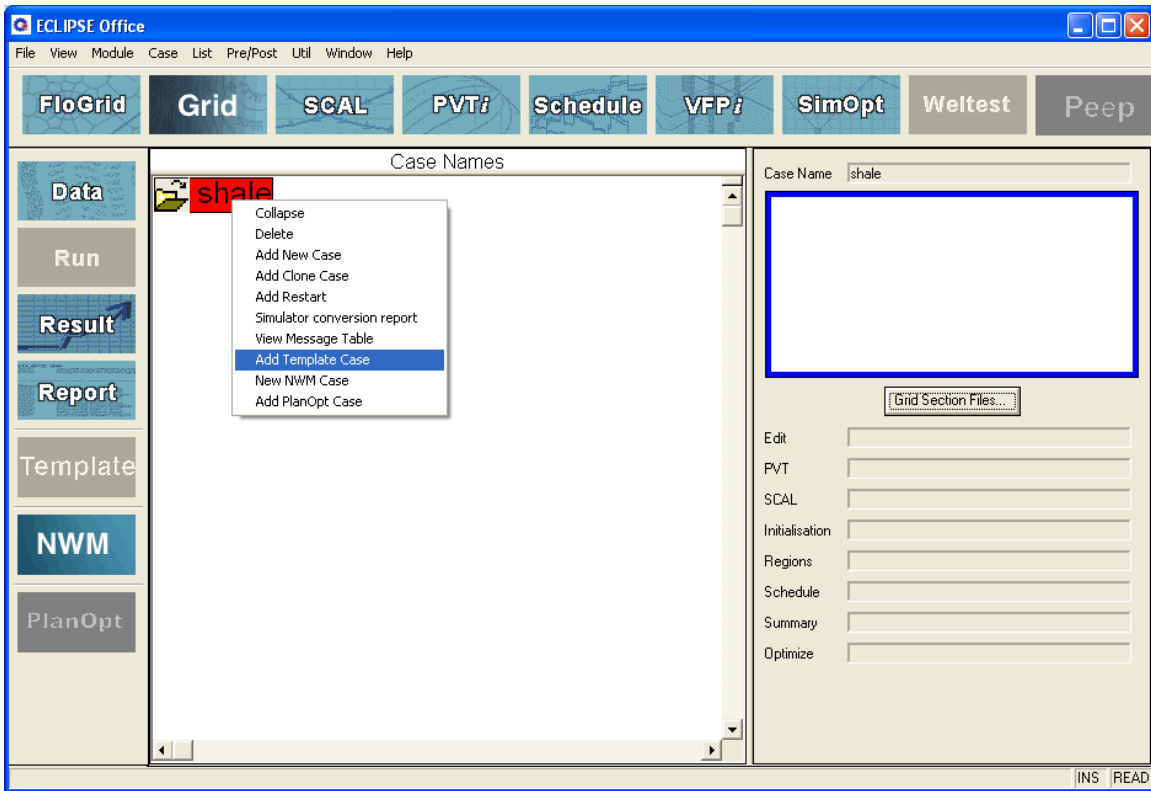 ECLIPSE Office
File View Module Case List Pre/Post Util Window Help
FloGrid Grid SCAL PVTi Schedule VFPi SimOpt Weltest Peep
Data
Run
Result
Report
Template
NWM
PlanOpt
Case Names
shale
Collapse
Delete
Add New Case
Add Clone Case
Add Restart
Simulator conversion report
View Message Table
Add Template Case
New NWM Case
Add PlanOpt Case
Case Name shale
Grid Section Files...
Edit
PVT
SCAL
Initialisation
Regions
Schedule
Summary
Optimize
INS READ